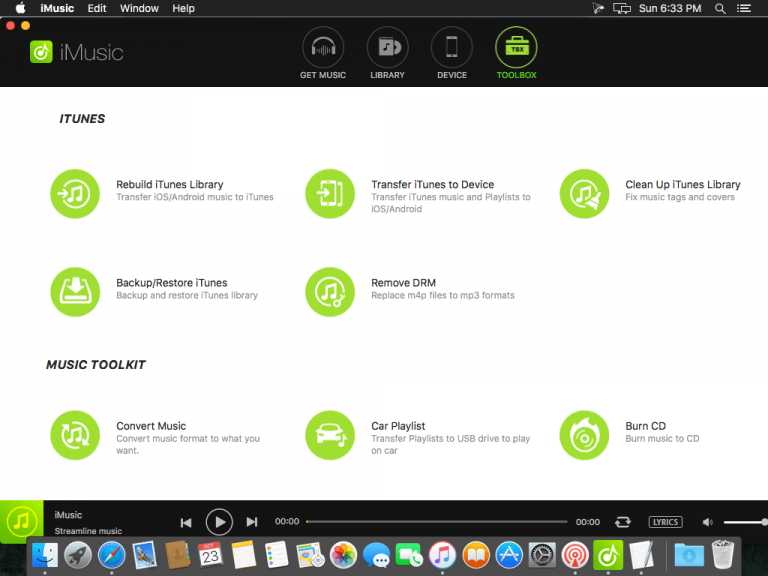 iMusic Edit Window Help Sun 6:33 PM
iMusic
GET MUSIC LIBRARY DEVICE TBX TOOLBOX
ITUNES
Rebuild iTunes Library
Transfer iOS/Android music to iTunes
Transfer iTunes to Device
Transfer iTunes music and Playlists to
iOS/Android
Clean Up iTunes Library
Fix music tags and covers
Backup/Restore iTunes
Backup and restore iTunes library
Remove DRM
Replace m4p files to mp3 formats
MUSIC TOOLKIT
Convert Music
Convert music format to what you
want.
Car Playlist
Transfer Playlists to USB drive to play
on car
Burn CD
Burn music to CD
iMusic
Streamline music
00:00 00:00 LYRICS
OCT
23